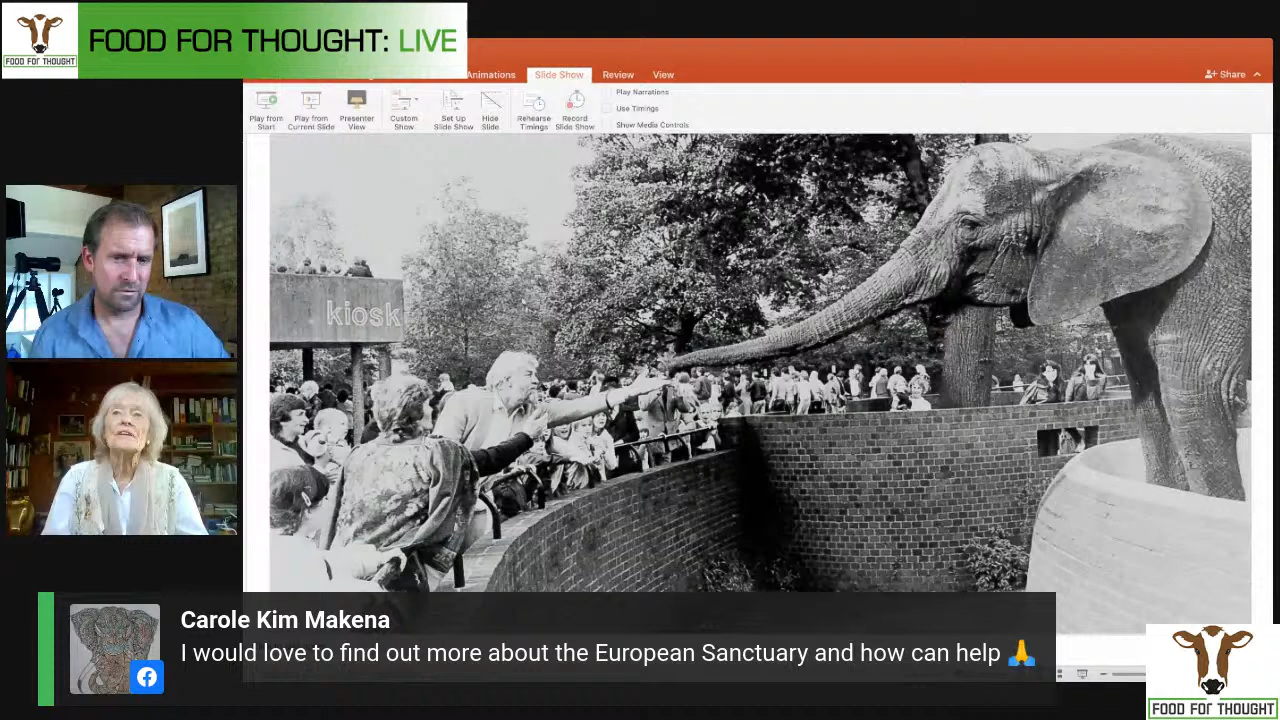 FOOD FOR THOUGHT
FOOD FOR THOUGHT: LIVE
Animations Slide Show Review View Share
Play from
Start
Play from
Current Slide
Presenter
View
Custom
Show
Set Up
Slide Show
Hide
Slide
Rehearse
Timings
Record
Slide Show
Play Narrations
Use Timings
Show Media Controls
kiosk
Carole Kim Makena
I would love to find out more about the European Sanctuary and how can help 🙏
FOOD FOR THOUGHT